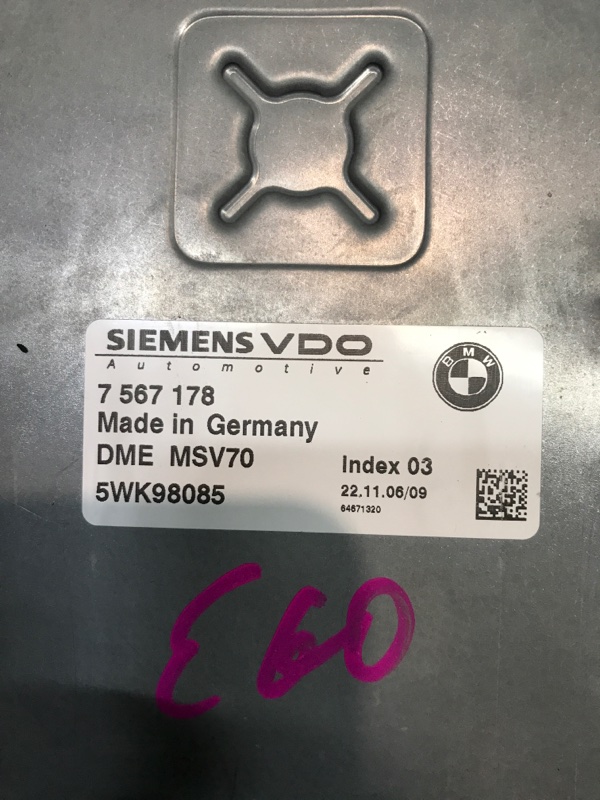 SIEMENS VDO
Automotive
BMW
7 567 178
Made in Germany
DME MSV70
Index 03
5WK98085
22.11.06/09
64671320
E60